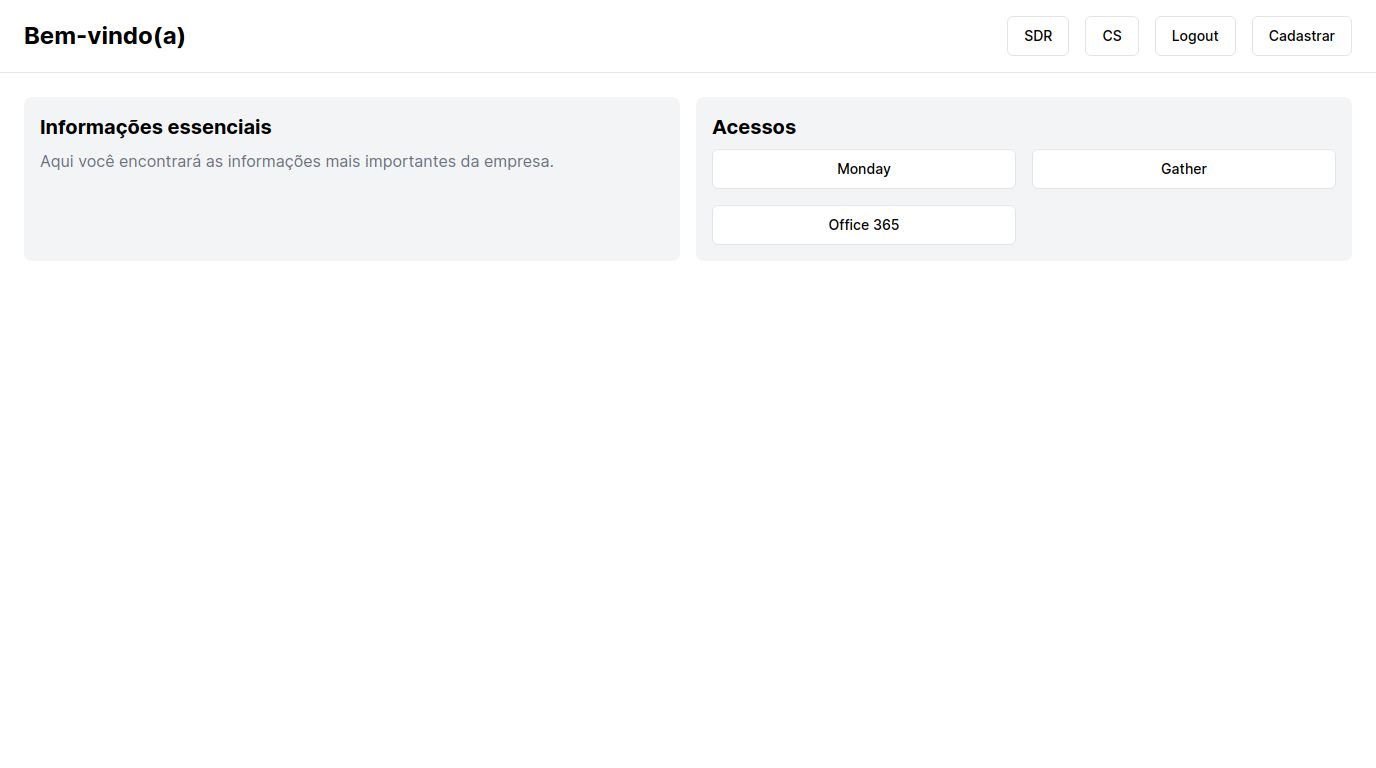 Bem-vindo(a)
SDR
CS
Logout
Cadastrar
Informações essenciais
Aqui você encontrará as informações mais importantes da empresa.
Acessos
Monday
Gather
Office 365